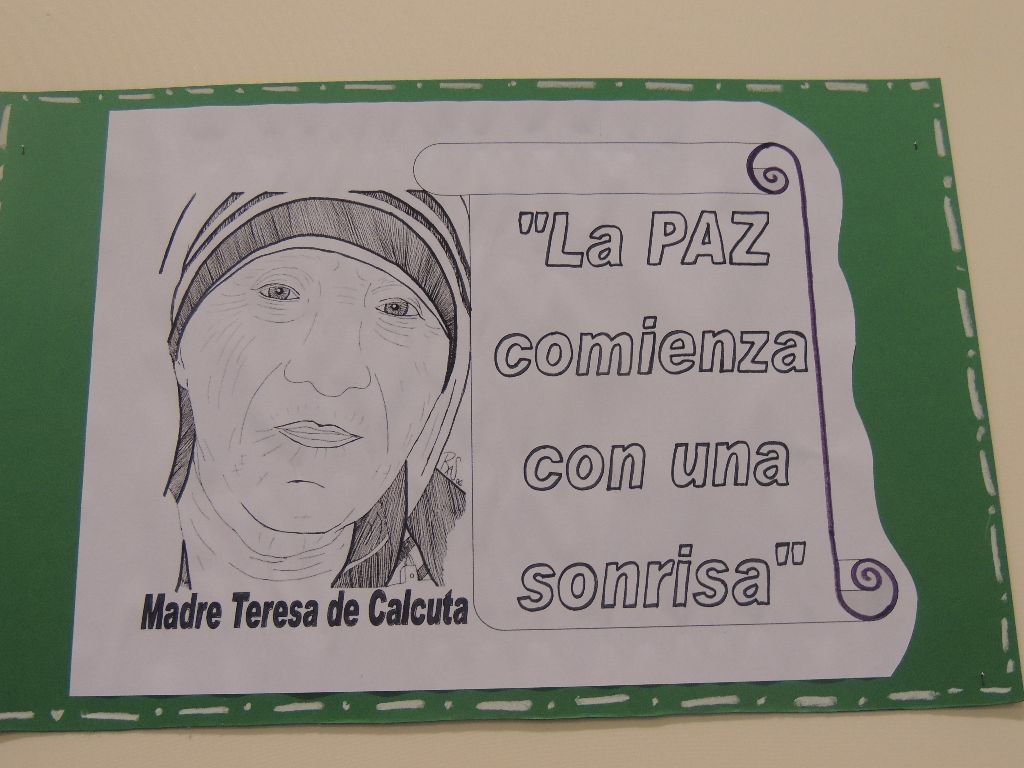 "La PAZ
comienza
con una
sonrisa"
Madre Teresa de Calcuta